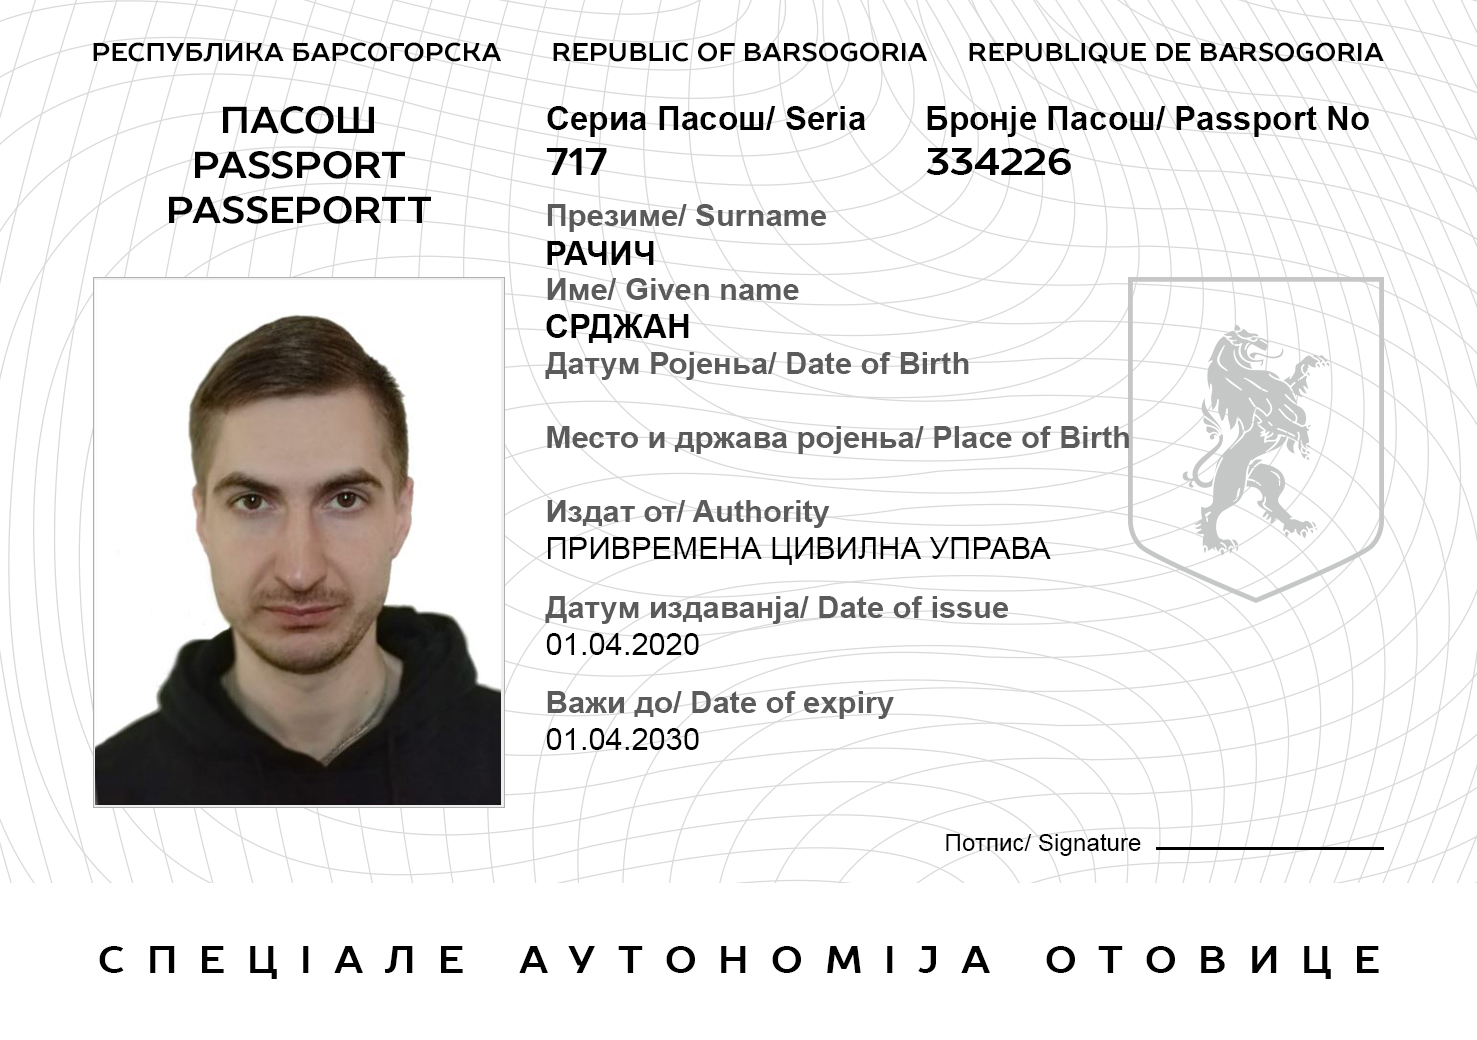 РЕСПУБЛИКА БАРСОГОРСКА REPUBLIC OF BARSOGORIA REPUBLIQUE DE BARSOGORIA
ПАСОШ
PASSPORT
PASSEPORTT
Сериа Пасош/ Seria Бронје Пасош/ Passport No
717 334226
Презиме/ Surname
РАЧИЧ
Име/ Given name
СРДЖАН
ДатумРојења/ Date of Birth
Место и држава ројења/ Place of Birth
Издат от/ Authority
ПРИВРЕМЕНА ЦИВИЛНА УПРАВА
Датум издаванја/ Date of issue
01.04.2020
Важи до/ Date of expiry
01.04.2030
Потпис/ Signature
СПЕЦІАЛЕ АУТОНОМІЈА ОТОВИЦЕ